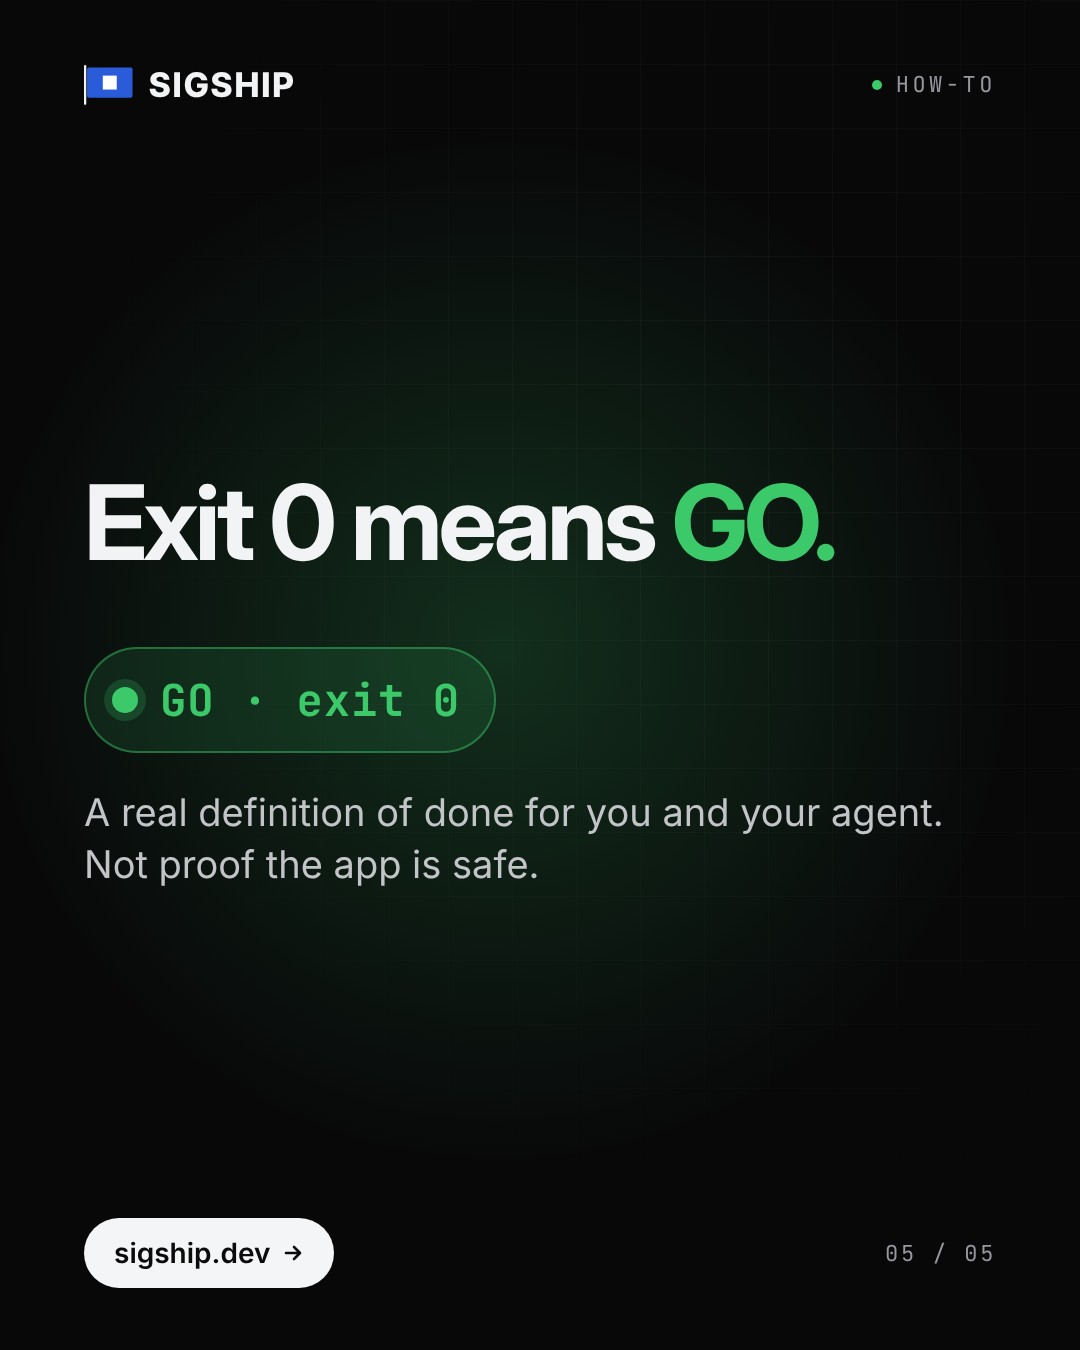 SIGSHIP
HOW-TO
Exit 0 means GO.
GO · exit 0
A real definition of done for you and your agent.
Not proof the app is safe.
sigship.dev →
05 / 05